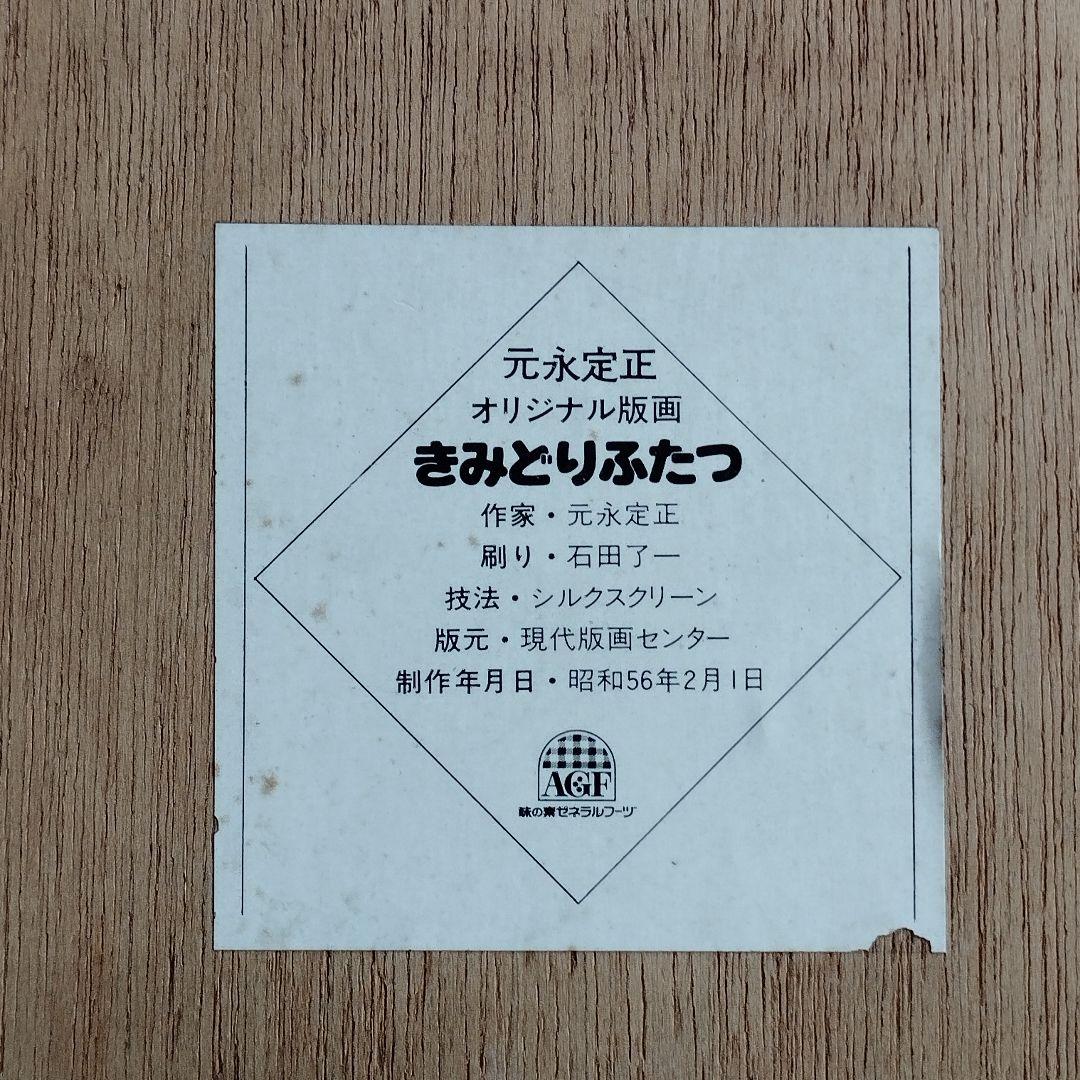 元永定正
オリジナル版画
きみどりふたつ
作家・元永定正
刷り・石田了一
技法・シルクスクリーン
版元・現代版画センター
制作年月日・昭和56年2月1日
AGF
味の素ゼネラルフーヅ